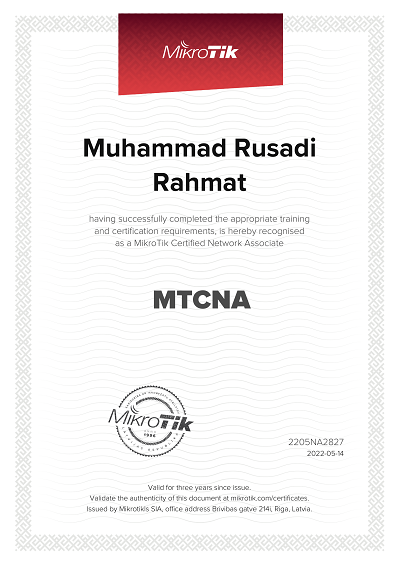 MikroTik
Muhammad Rusadi
Rahmat
having successfully completed the appropriate training
and certification requirements, is hereby recognised
as a MikroTik Certified Network Associate
MTCNA
MikroTik
SINCE
1996
2205NA2827
2022-05-14
Valid for three years since issue.
Validate the authenticity of this document at mikrotik.com/certificates.
Issued by Mikrotikls SIA, office address Brivibas gatve 214i, Riga, Latvia.